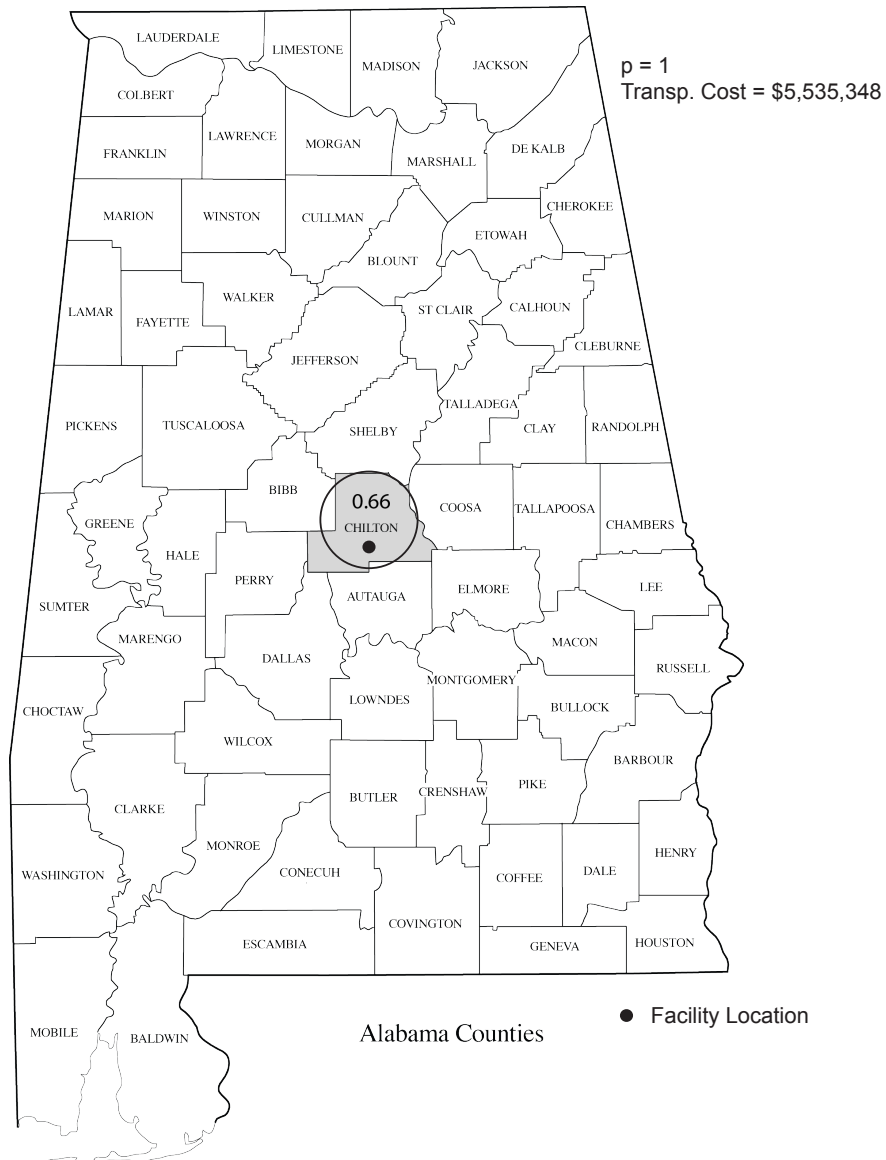 LAUDERDALE
LIMESTONE
MADISON
JACKSON
p = 1
Transp. Cost = $5,535,348
COLBERT
LAWRENCE
MORGAN
FRANKLIN
MARSHALL
DE KALB
MARION
WINSTON
CULLMAN
CHEROKEE
ETOWAH
BLOUNT
WALKER
LAMAR
FAYETTE
ST CLAIR
CALHOUN
CLEBURNE
JEFFERSON
TALLADEGA
PICKENS
TUSCALOOSA
SHELBY
CLAY
RANDOLPH
BIBB
0.66
CHILTON
COOSA
TALLAPOOSA
GREENE
CHAMBERS
HALE
PERRY
AUTAUGA
ELMORE
LEE
SUMTER
MARENGO
DALLAS
MACON
RUSSELL
MONTGOMERY
LOWNDES
CHOCTAW
BULLOCK
WILCOX
BARBOUR
CLARKE
BUTLER
CRENSHAW
PIKE
MONROE
HENRY
WASHINGTON
CONECUH
COFFEE
DALE
COVINGTON
ESCAMBIA
GENEVA
HOUSTON
MOBILE
BALDWIN
Alabama Counties
Facility Location